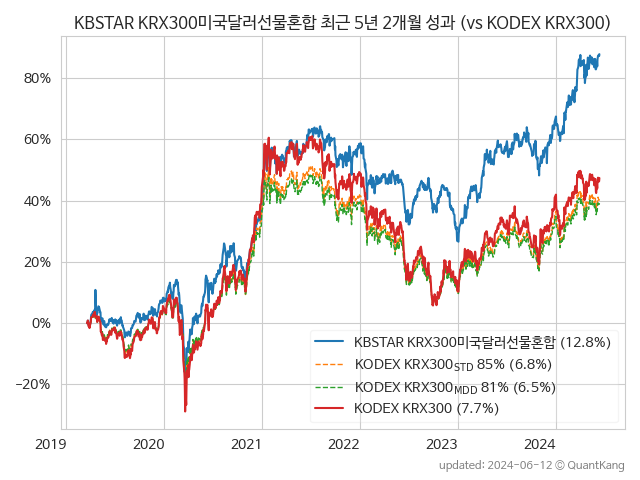 KBSTAR KRX300미국달러선물혼합 최근 5년 2개월 성과 (vs KODEX KRX300)
80%
60%
40%
20%
0%
−20%
KBSTAR KRX300미국달러선물혼합 (12.8%)
KODEX KRX300STD 85% (6.8%)
KODEX KRX300MDD 81% (6.5%)
KODEX KRX300 (7.7%)
2019 2020 2021 2022 2023 2024
updated: 2024-06-12 © QuantKang